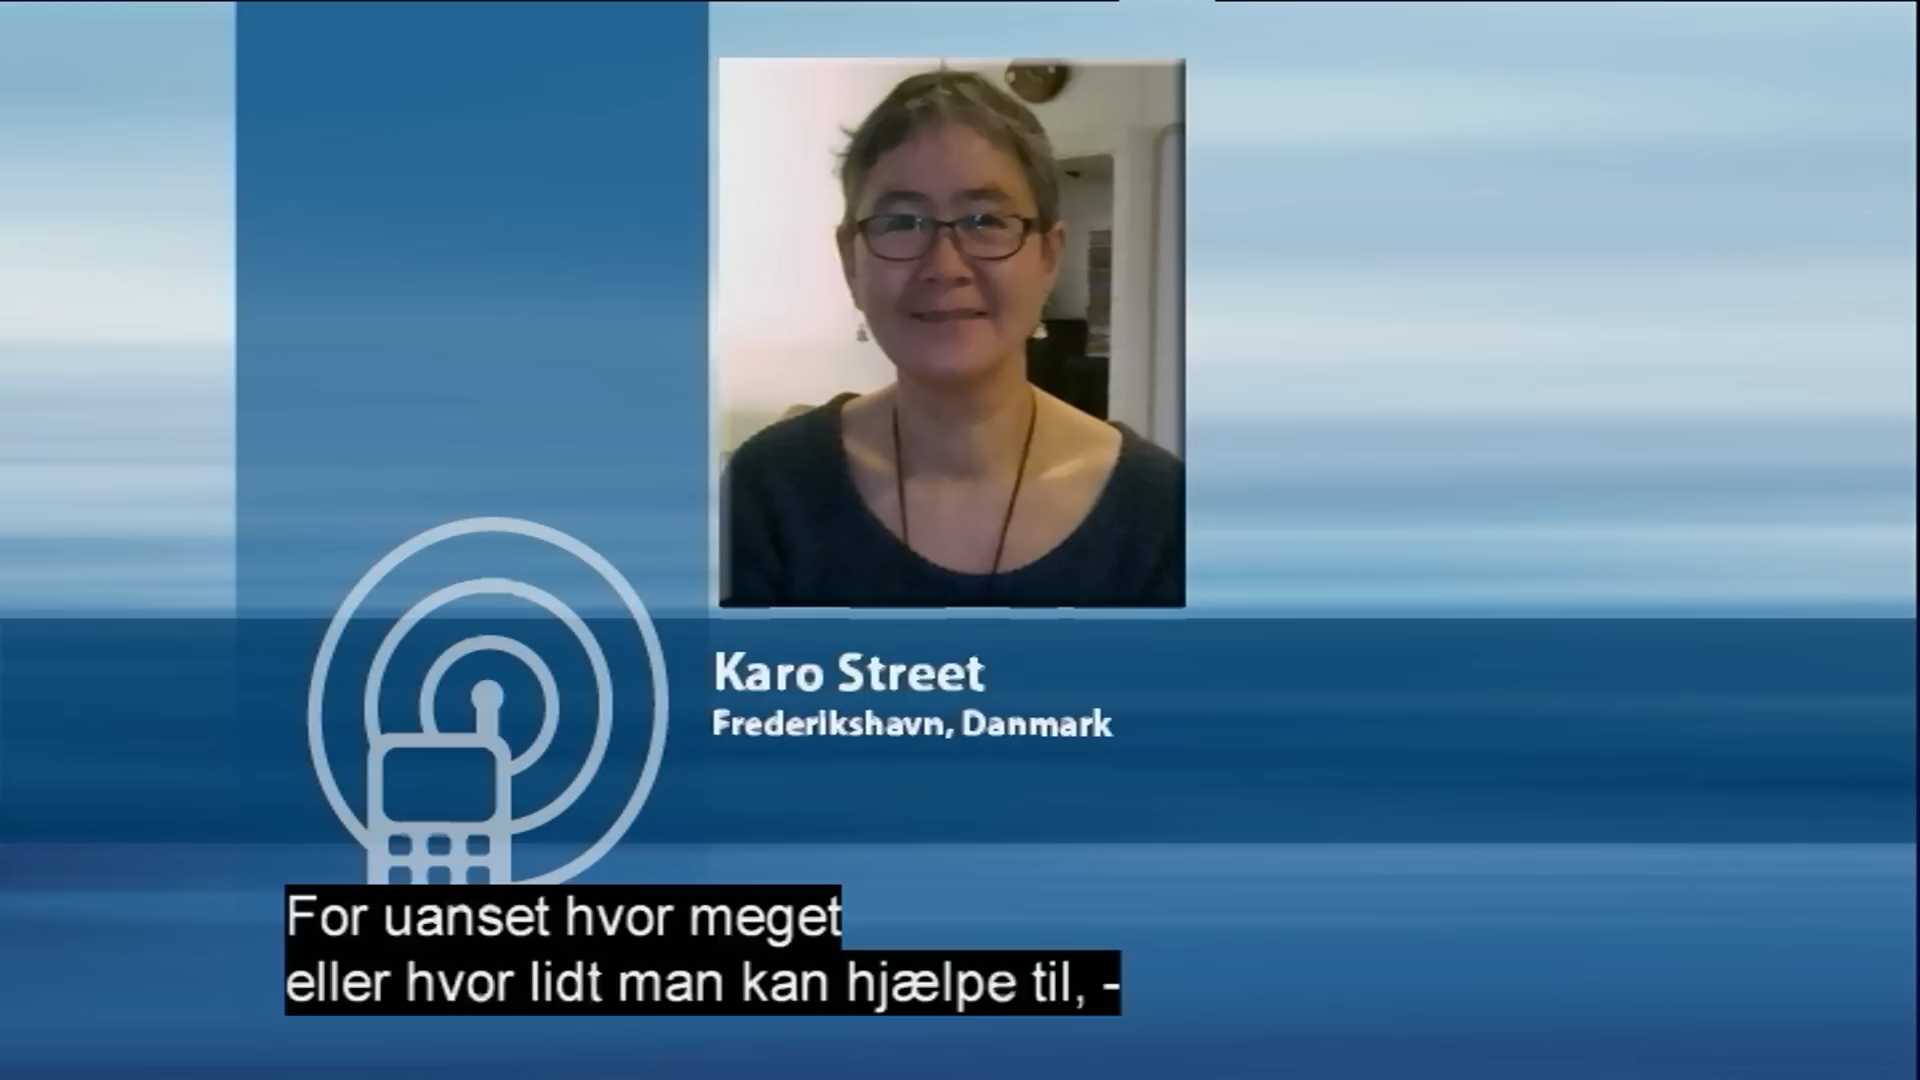 Karo Street
Frederikshavn, Danmark
For uanset hvor meget
eller hvor lidt man kan hjælpe til, -